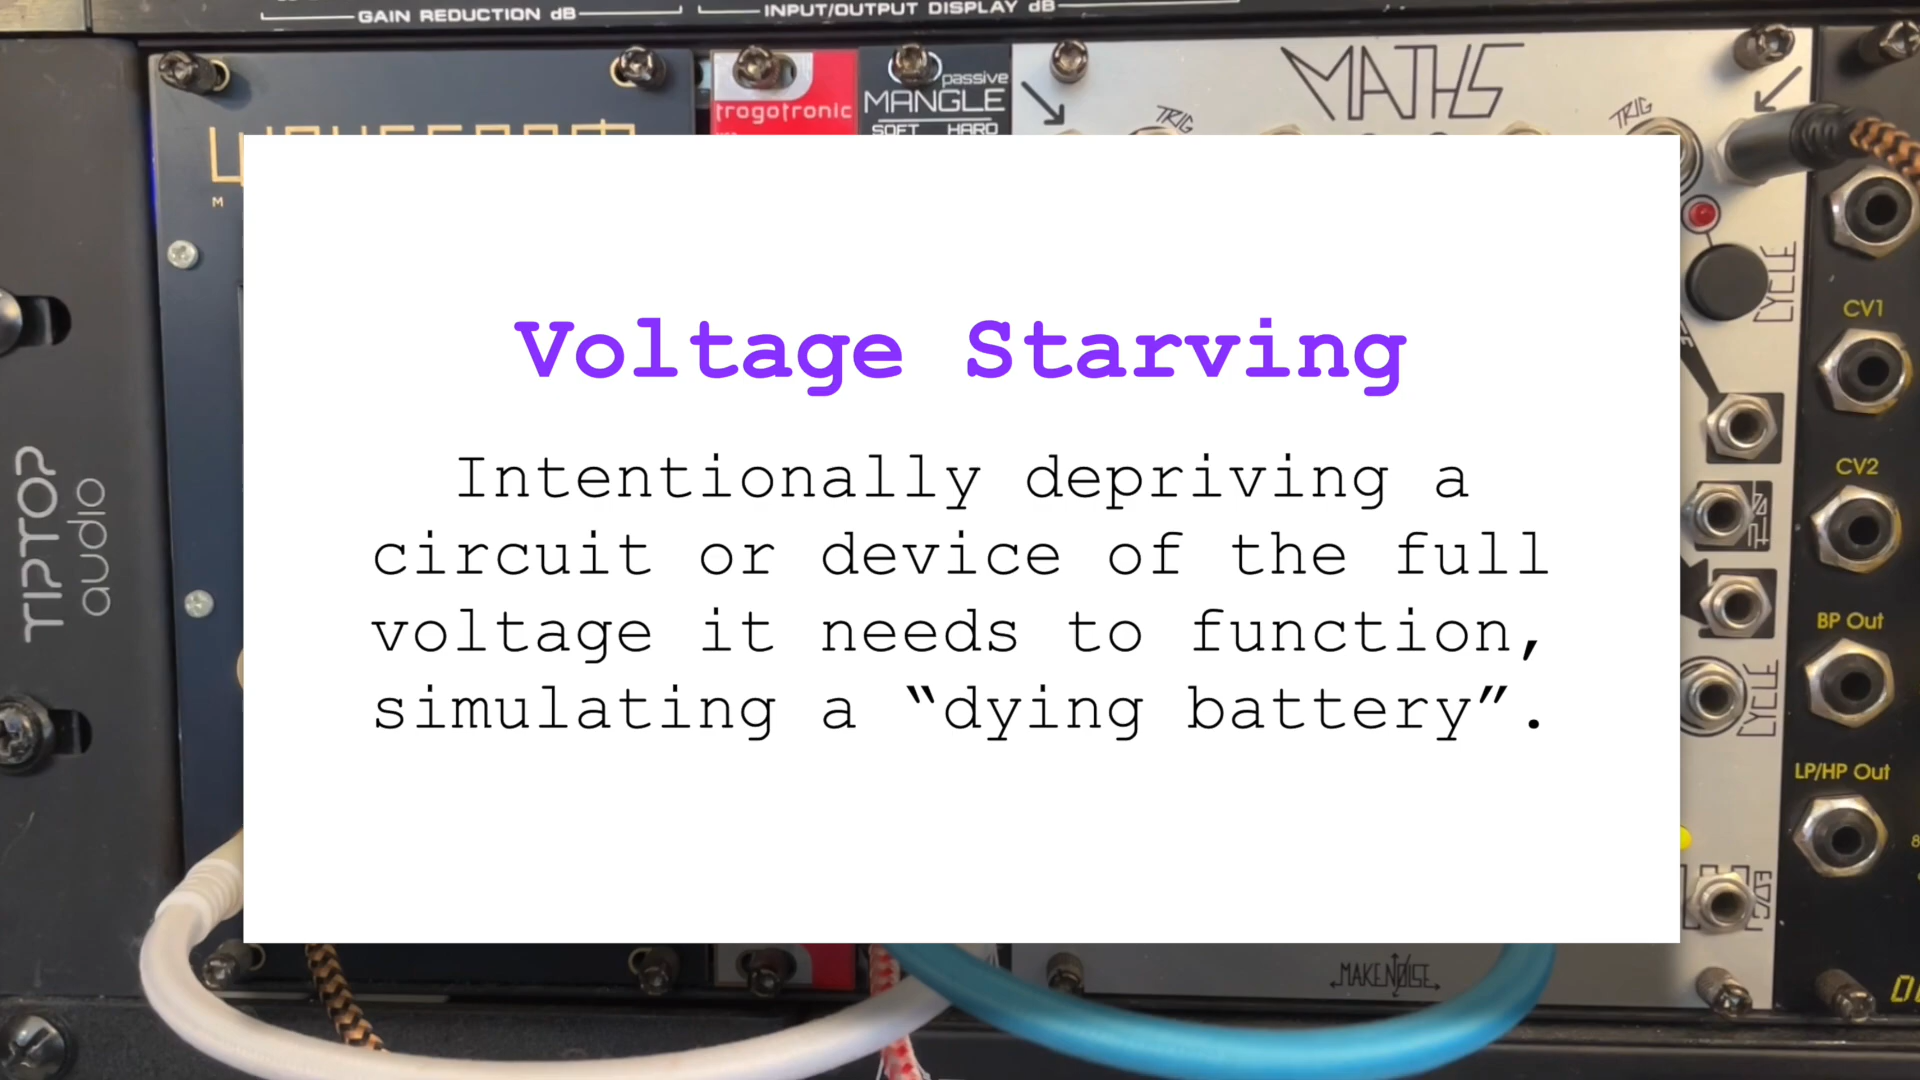 GAIN REDUCTION dB
INPUT/OUTPUT DISPLAY dB
MATHS
passive
MANGLE
SOFT HARD
trogotronic
TRIG
TRIG
M
Voltage Starving
Intentionally depriving a
circuit or device of the full
voltage it needs to function,
simulating a “dying battery”.
CYCLE
CV1
CV2
BP Out
CYCLE
LP/HP Out
TIPTOP
audio
MAKENOISE